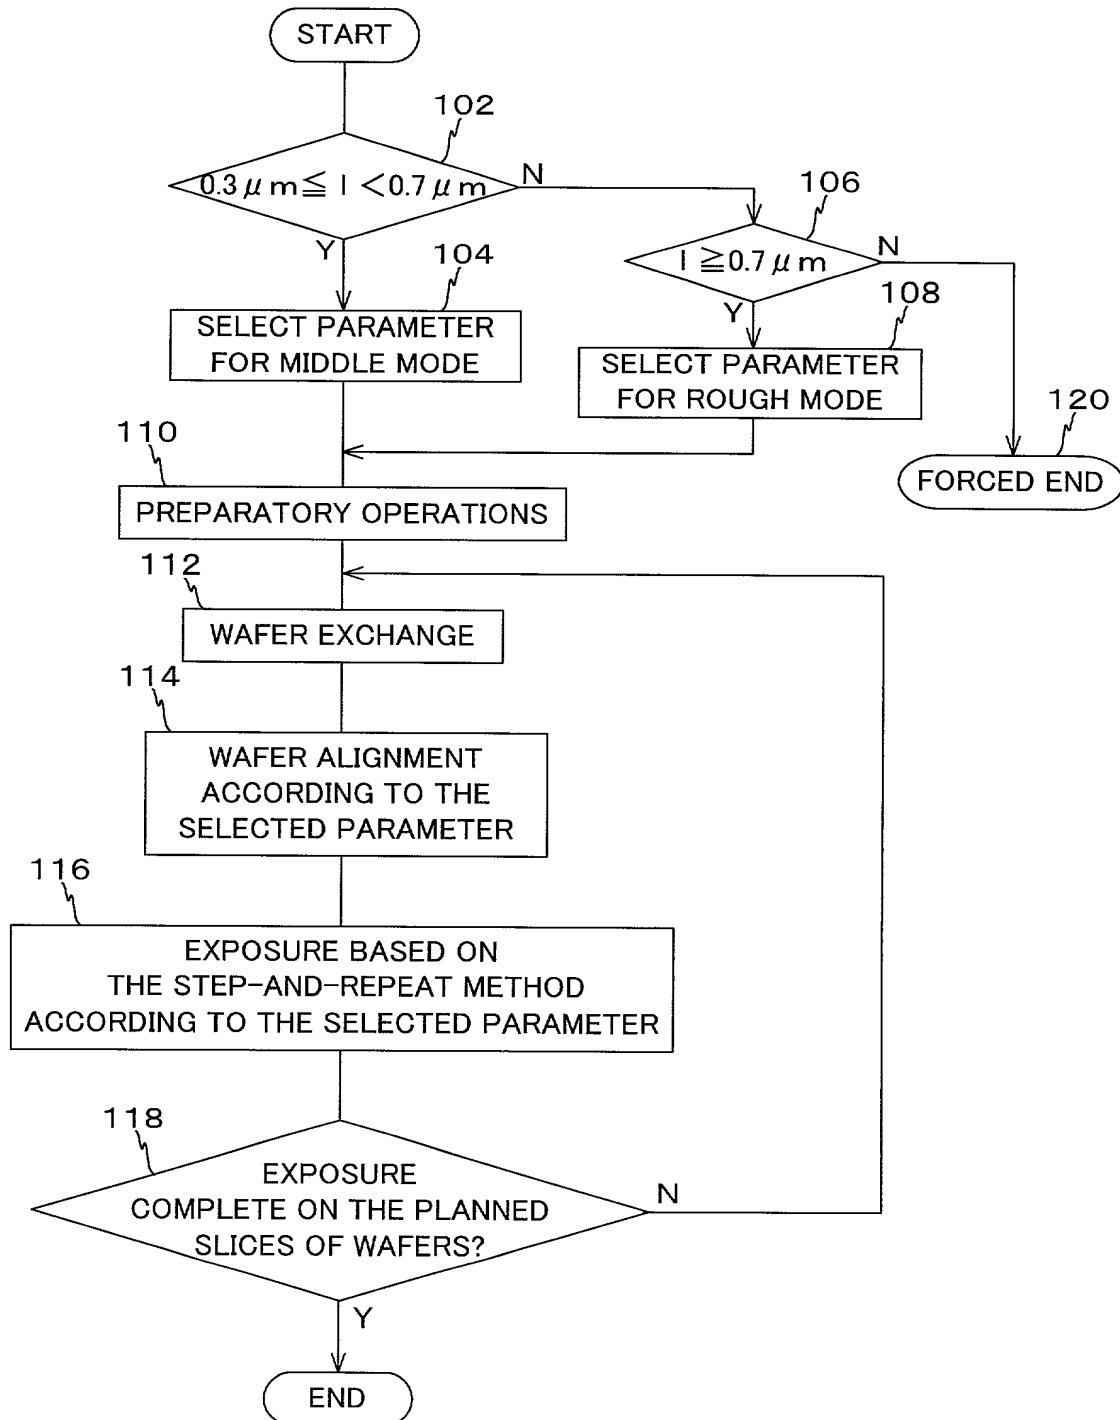 START
102
0.3 μm ≦ l < 0.7 μm
N
106
Y
l ≧ 0.7 μm
N
104
Y
108
SELECT PARAMETER
FOR MIDDLE MODE
SELECT PARAMETER
FOR ROUGH MODE
120
FORCED END
110
PREPARATORY OPERATIONS
112
WAFER EXCHANGE
114
WAFER ALIGNMENT
ACCORDING TO THE
SELECTED PARAMETER
116
EXPOSURE BASED ON
THE STEP-AND-REPEAT METHOD
ACCORDING TO THE SELECTED PARAMETER
118
EXPOSURE
COMPLETE ON THE PLANNED
SLICES OF WAFERS?
N
Y
END